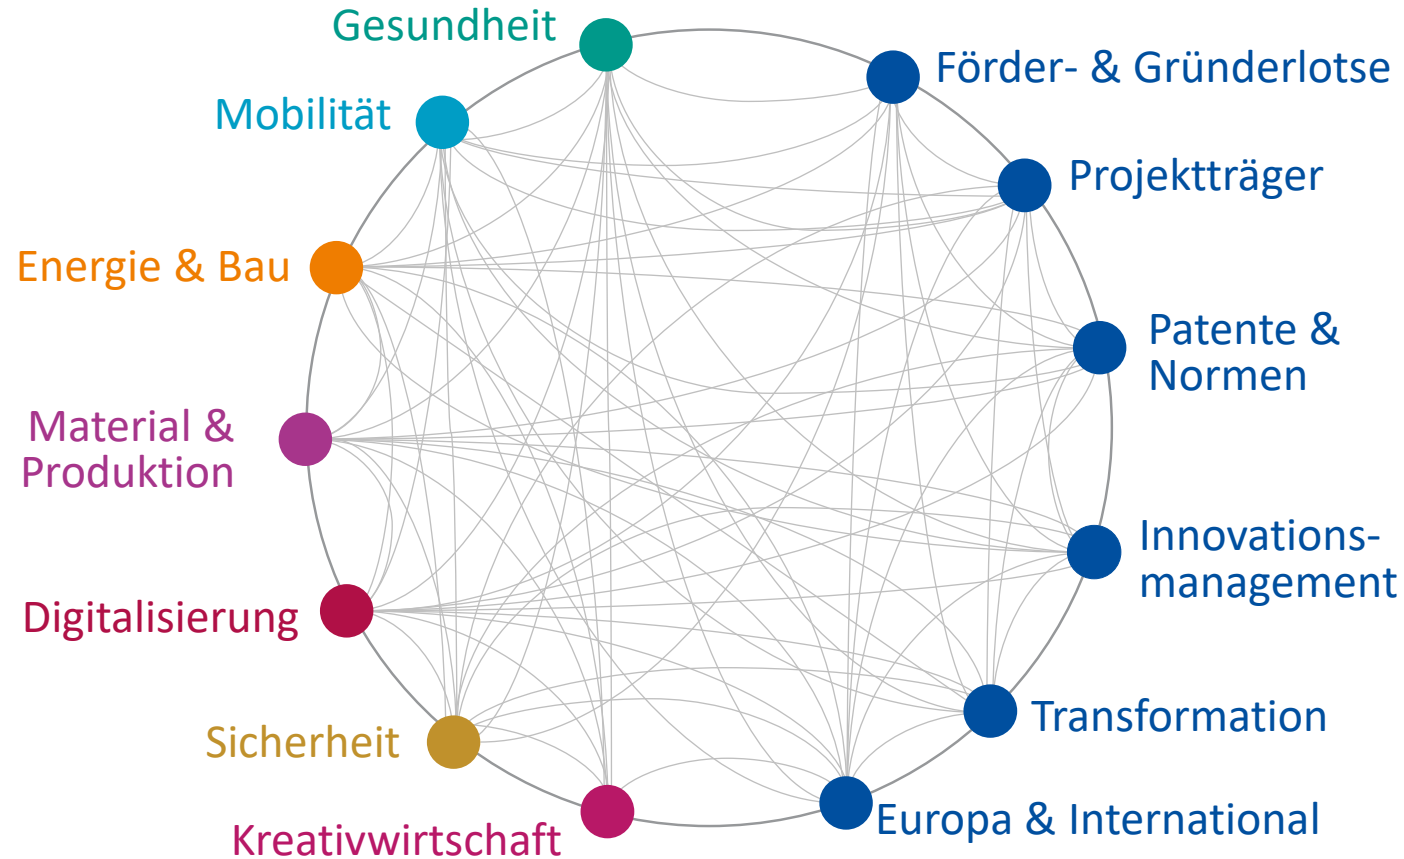 Gesundheit
Mobilität
Energie & Bau
Material &
Produktion
Digitalisierung
Sicherheit
Kreativwirtschaft
Förder- & Gründerlotse
Projektträger
Patente &
Normen
Innovations-
management
Transformation
Europa & International